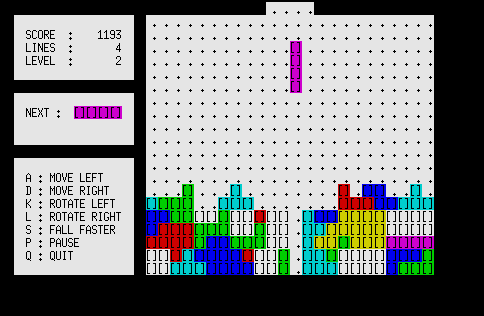 SCORE : 1193
LINES : 4
LEVEL : 2
NEXT :
A : MOVE LEFT
D : MOVE RIGHT
K : ROTATE LEFT
L : ROTATE RIGHT
S : FALL FASTER
P : PAUSE
Q : QUIT